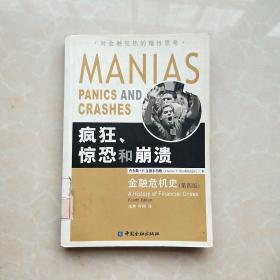 对金融狂热的理性思考
MANIAS
PANICS AND
CRASHES
疯狂、
惊恐和崩溃
金融危机史（第四版）
A History of Financial Crises
Fourth Edition
中国金融出版社